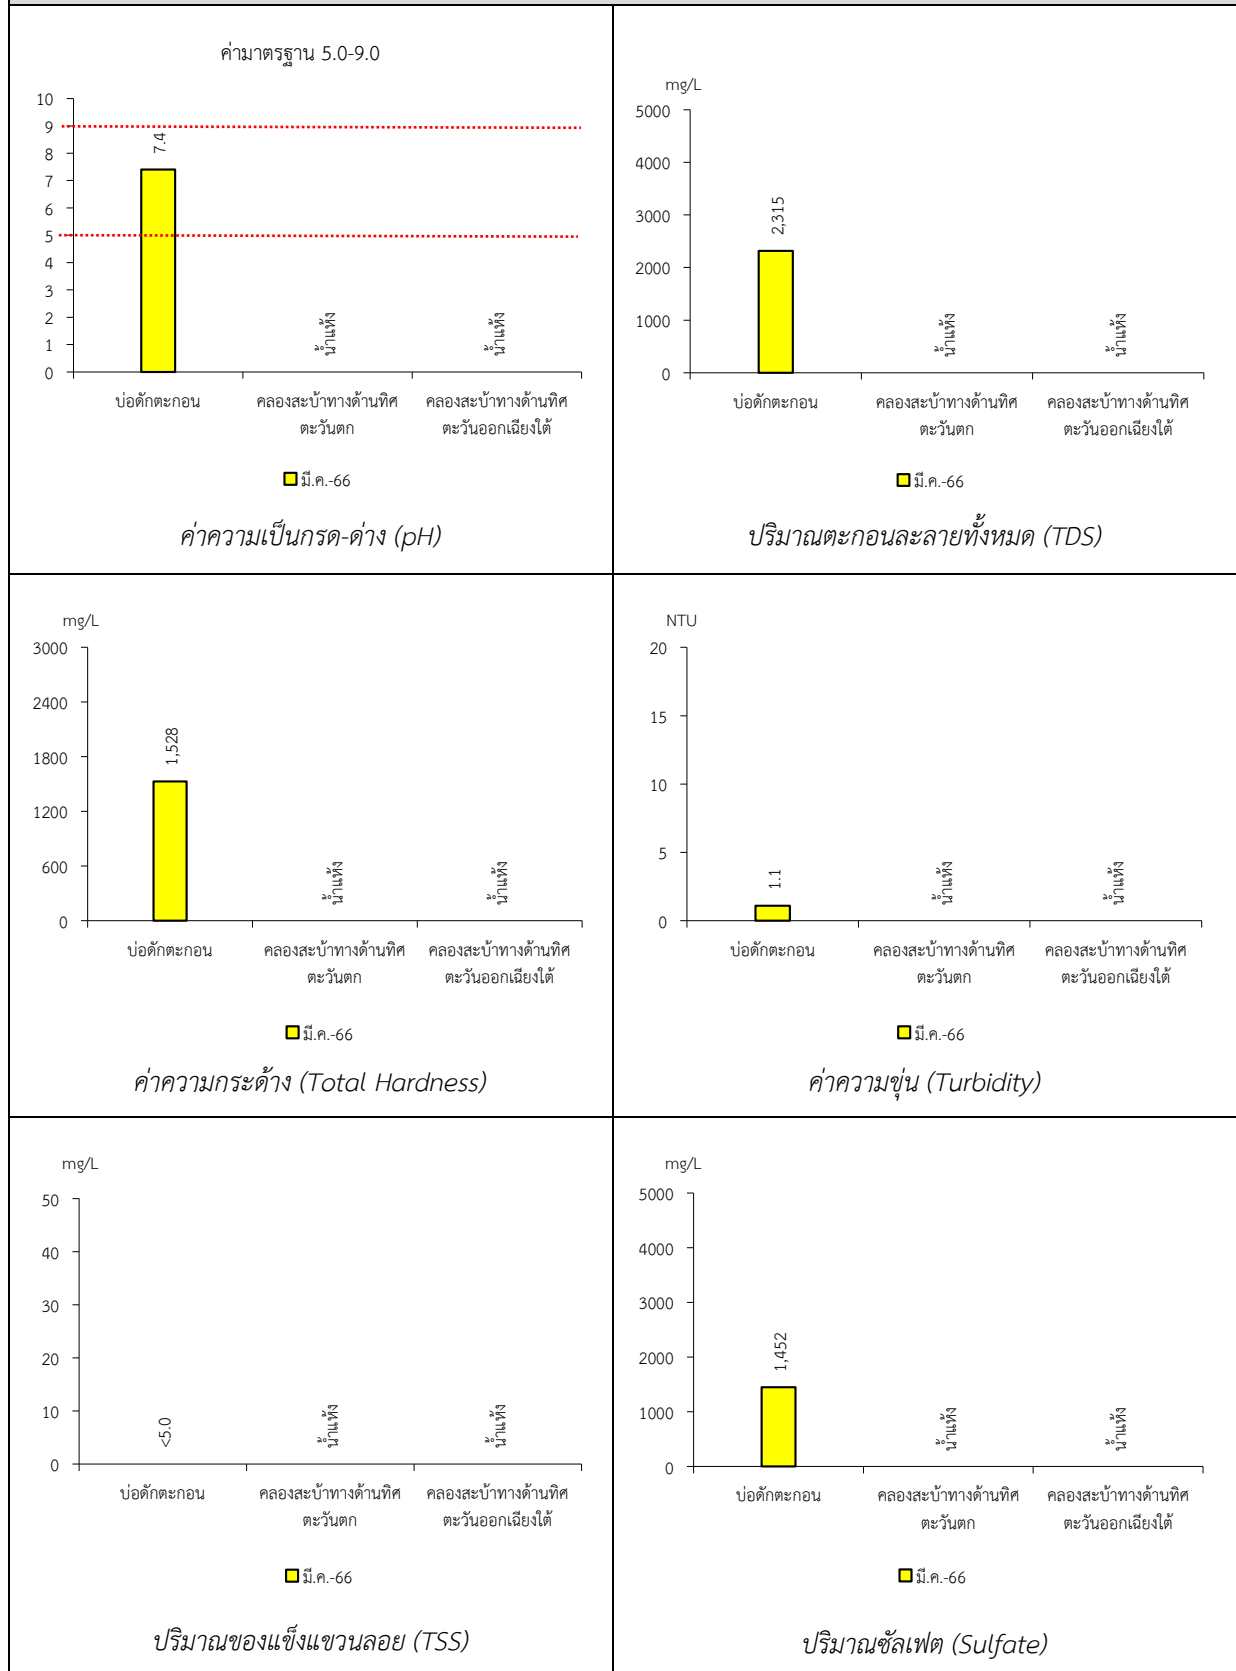 ค่ามาตรฐาน 5.0-9.0
10
9
8
7
6
5
4
3
2
1
0
7.4
น้ำแห้ง
น้ำแห้ง
บ่อดักตะกอน
คลองสะบ้าทางด้านทิศ
ตะวันตก
คลองสะบ้าทางด้านทิศ
ตะวันออกเฉียงใต้
มี.ค.-66
ค่าความเป็นกรด-ด่าง (pH)
mg/L
5000
4000
3000
2000
1000
0
2,315
น้ำแห้ง
น้ำแห้ง
บ่อดักตะกอน
คลองสะบ้าทางด้านทิศ
ตะวันตก
คลองสะบ้าทางด้านทิศ
ตะวันออกเฉียงใต้
มี.ค.-66
ปริมาณตะกอนละลายทั้งหมด (TDS)
mg/L
3000
2400
1800
1200
600
0
1,528
น้ำแห้ง
น้ำแห้ง
บ่อดักตะกอน
คลองสะบ้าทางด้านทิศ
ตะวันตก
คลองสะบ้าทางด้านทิศ
ตะวันออกเฉียงใต้
มี.ค.-66
ค่าความกระด้าง (Total Hardness)
NTU
20
15
10
5
0
1.1
น้ำแห้ง
น้ำแห้ง
บ่อดักตะกอน
คลองสะบ้าทางด้านทิศ
ตะวันตก
คลองสะบ้าทางด้านทิศ
ตะวันออกเฉียงใต้
มี.ค.-66
ค่าความขุ่น (Turbidity)
mg/L
50
40
30
20
10
0
<5.0
น้ำแห้ง
น้ำแห้ง
บ่อดักตะกอน
คลองสะบ้าทางด้านทิศ
ตะวันตก
คลองสะบ้าทางด้านทิศ
ตะวันออกเฉียงใต้
มี.ค.-66
ปริมาณของแข็งแขวนลอย (TSS)
mg/L
5000
4000
3000
2000
1000
0
1,452
น้ำแห้ง
น้ำแห้ง
บ่อดักตะกอน
คลองสะบ้าทางด้านทิศ
ตะวันตก
คลองสะบ้าทางด้านทิศ
ตะวันออกเฉียงใต้
มี.ค.-66
ปริมาณซัลเฟต (Sulfate)